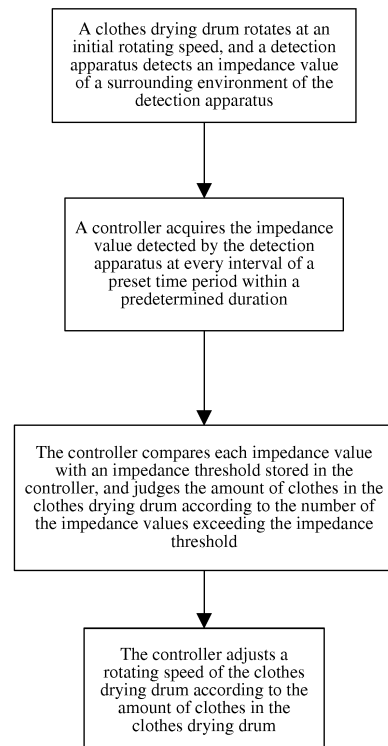 A clothes drying drum rotates at an
initial rotating speed, and a detection
apparatus detects an impedance value
of a surrounding environment of the
detection apparatus
A controller acquires the impedance
value detected by the detection
apparatus at every interval of a
preset time period within a
predetermined duration
The controller compares each impedance value
with an impedance threshold stored in the
controller, and judges the amount of clothes in the
clothes drying drum according to the number of
the impedance values exceeding the impedance
threshold
The controller adjusts a
rotating speed of the clothes
drying drum according to the
amount of clothes in the
clothes drying drum